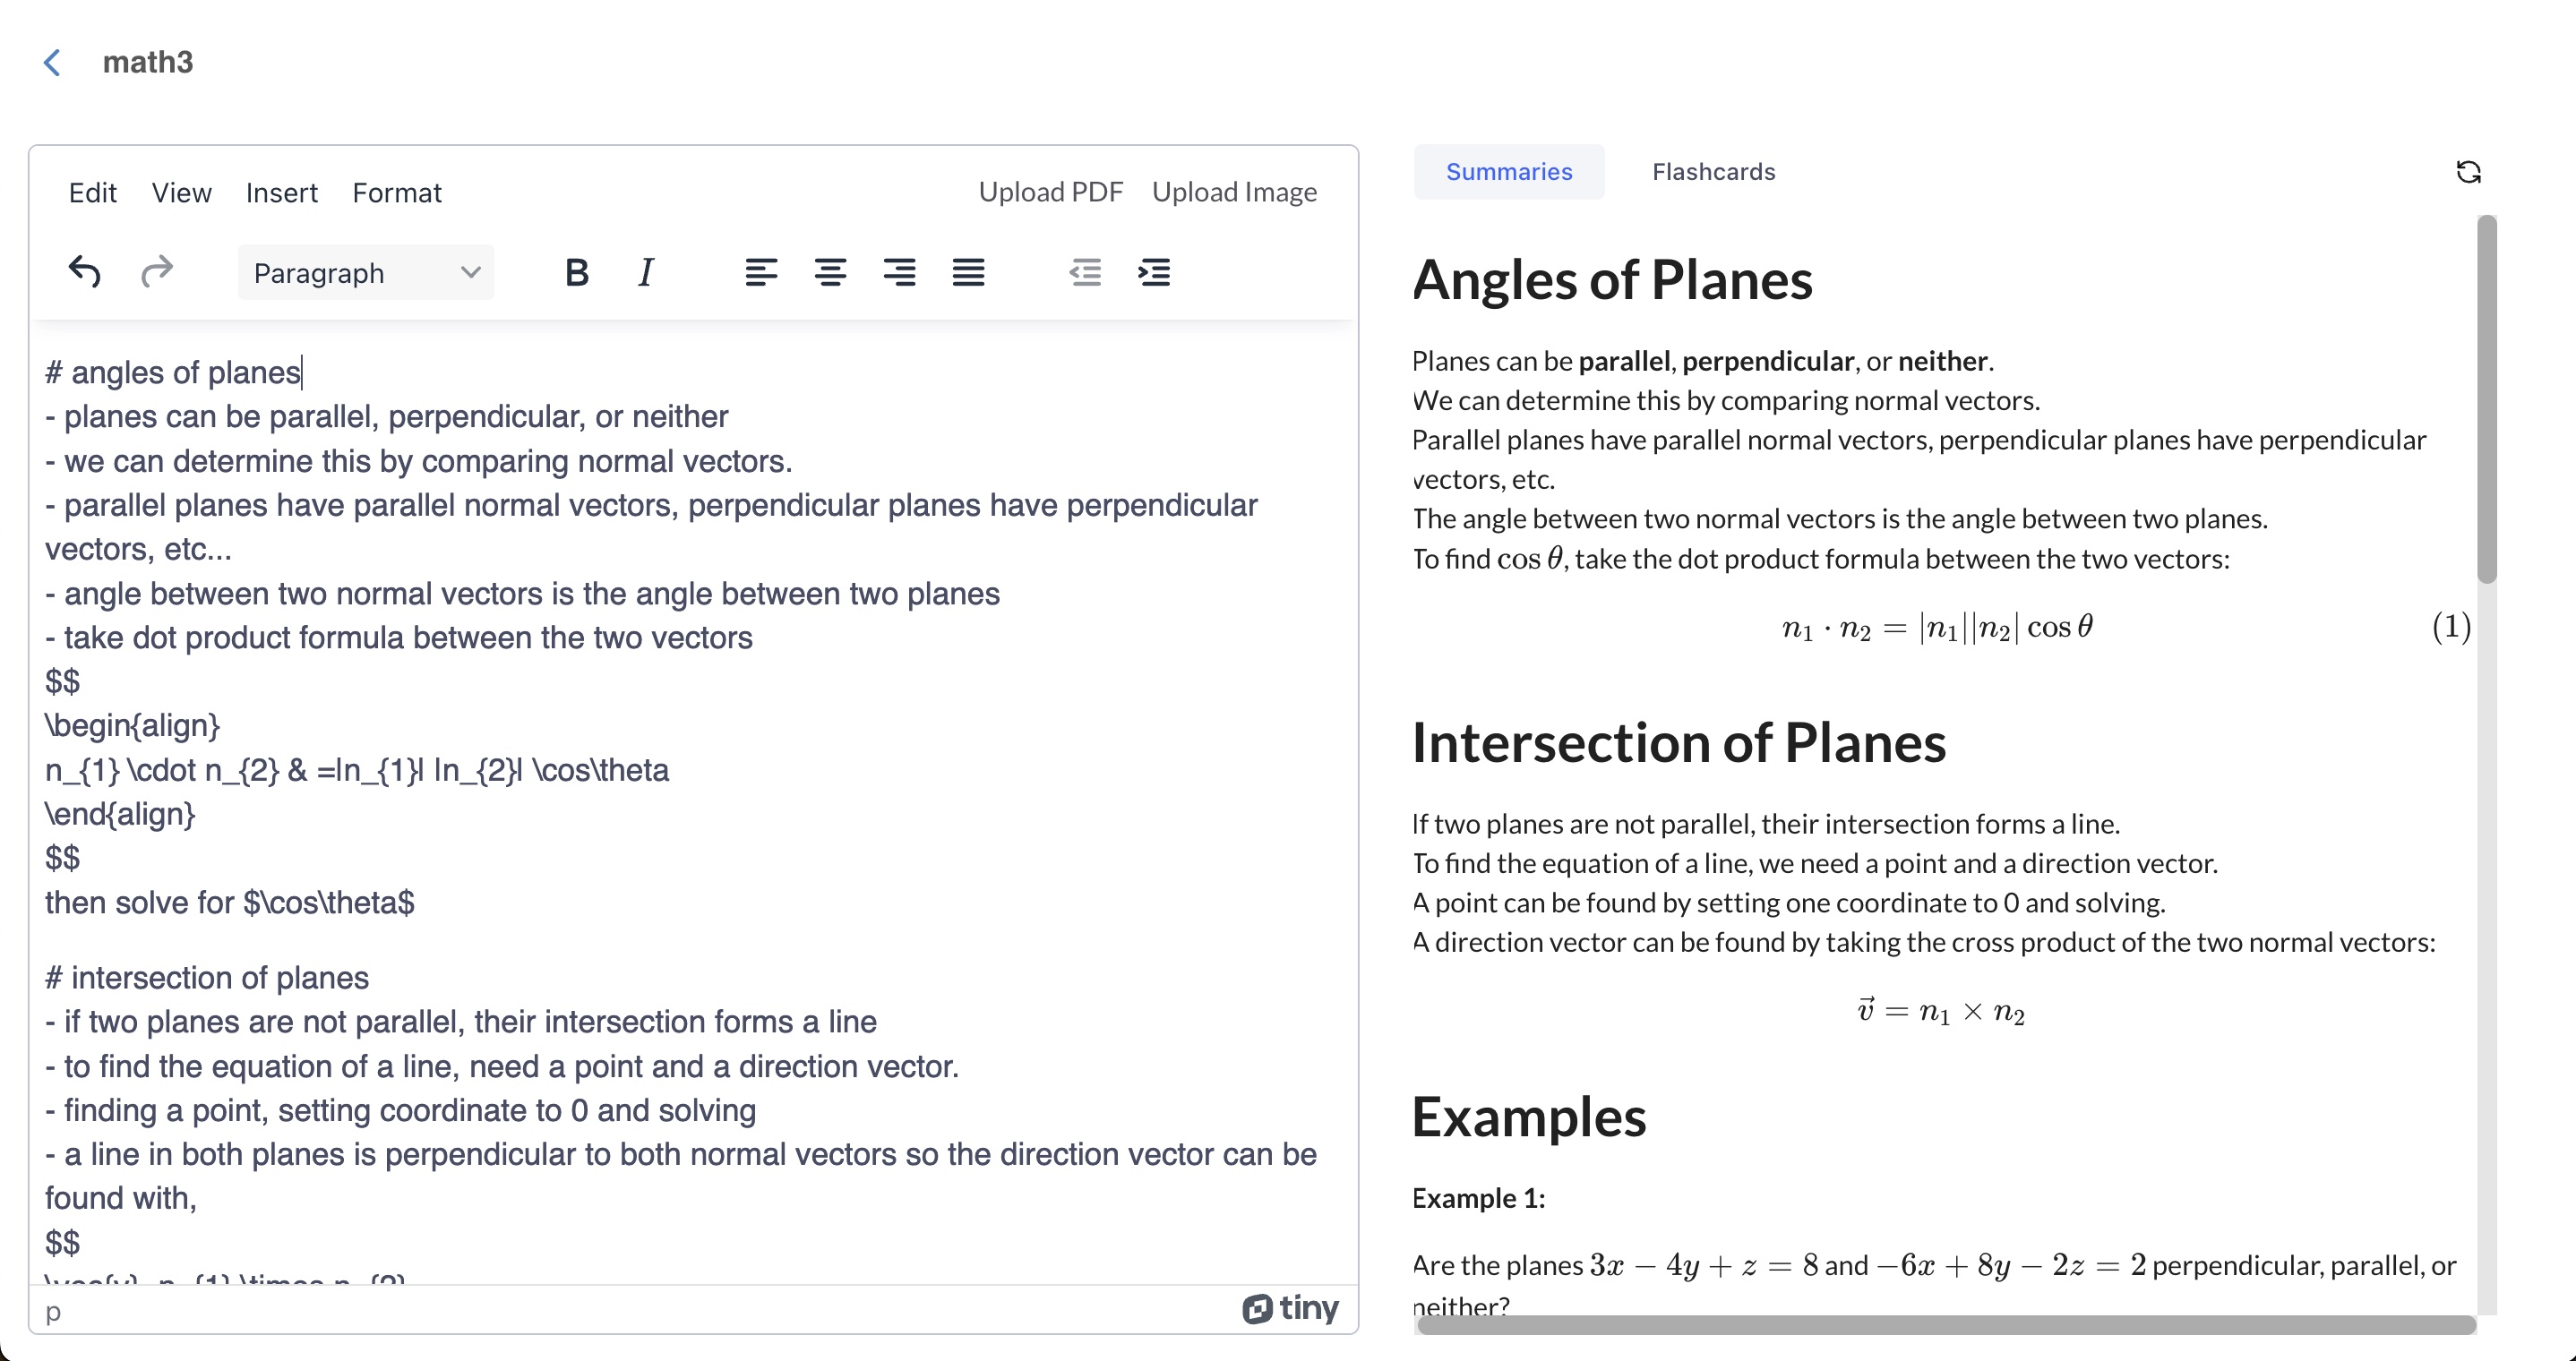 math3
Edit View Insert Format Upload PDF Upload Image
Paragraph B I
# angles of planes
- planes can be parallel, perpendicular, or neither
- we can determine this by comparing normal vectors.
- parallel planes have parallel normal vectors, perpendicular planes have perpendicular
vectors, etc...
- angle between two normal vectors is the angle between two planes
- take dot product formula between the two vectors
$$
\begin{align}
n_{1} \cdot n_{2} & =|n_{1}| |n_{2}| \cos\theta
\end{align}
$$
then solve for $\cos\theta$
# intersection of planes
- if two planes are not parallel, their intersection forms a line
- to find the equation of a line, need a point and a direction vector.
- finding a point, setting coordinate to 0 and solving
- a line in both planes is perpendicular to both normal vectors so the direction vector can be
found with,
$$
\vec{v}=n_{1} \times n_{2}
p tiny
Summaries Flashcards
Angles of Planes
Planes can be parallel, perpendicular, or neither.
We can determine this by comparing normal vectors.
Parallel planes have parallel normal vectors, perpendicular planes have perpendicular
vectors, etc.
The angle between two normal vectors is the angle between two planes.
To find cos θ, take the dot product formula between the two vectors:
n₁ · n₂ = |n₁||n₂| cos θ (1)
Intersection of Planes
If two planes are not parallel, their intersection forms a line.
To find the equation of a line, we need a point and a direction vector.
A point can be found by setting one coordinate to 0 and solving.
A direction vector can be found by taking the cross product of the two normal vectors:
v⃗ = n₁ × n₂
Examples
Example 1:
Are the planes 3x − 4y + z = 8 and −6x + 8y − 2z = 2 perpendicular, parallel, or
neither?